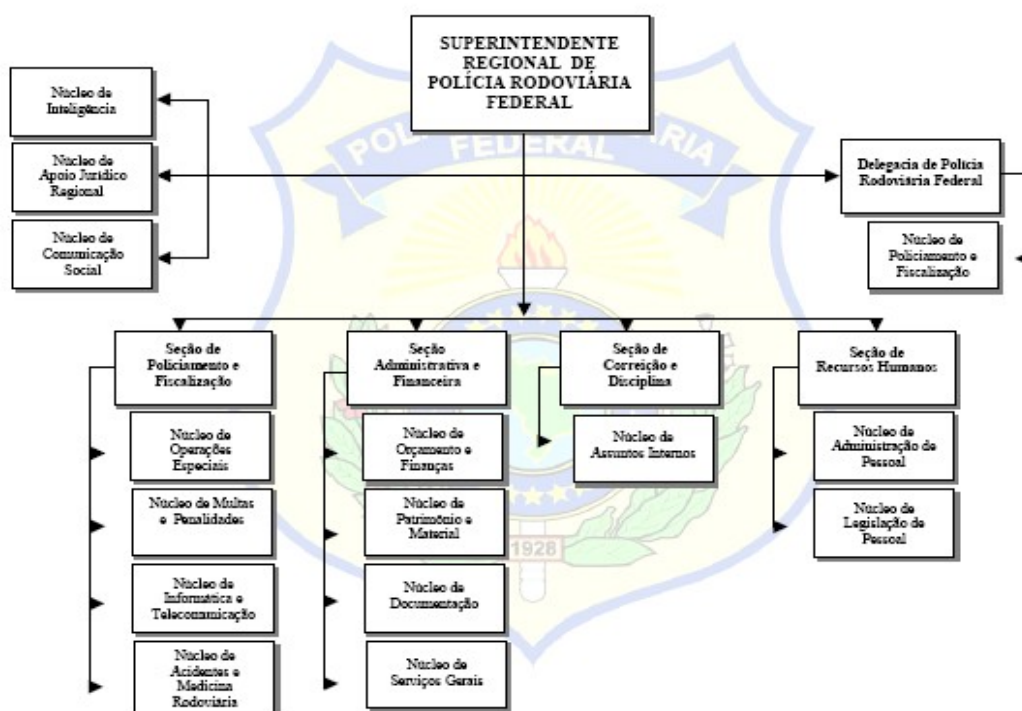 SUPERINTENDENTE
REGIONAL DE
POLÍCIA RODOVIÁRIA
FEDERAL
Núcleo de
Inteligência
Núcleo de
Apoio Jurídico
Regional
Núcleo de
Comunicação
Social
POLÍCIA RODOVIÁRIA
FEDERAL
Delegacia de Polícia
Rodoviária Federal
Núcleo de
Policiamento e
Fiscalização
Seção de
Policiamento e
Fiscalização
Núcleo de
Operações
Especiais
Núcleo de Multas
e Penalidades
Núcleo de
Informática e
Telecomunicação
Núcleo de
Acidentes e
Medicina
Rodoviária
Seção
Administrativa e
Financeira
Núcleo de
Orçamento e
Finanças
Núcleo de
Patrimônio e
Material
Núcleo de
Documentação
Núcleo de
Serviços Gerais
Seção de
Correição e
Disciplina
Núcleo de
Assuntos Internos
1928
Seção de
Recursos Humanos
Núcleo de
Administração de
Pessoal
Núcleo de
Legislação de
Pessoal